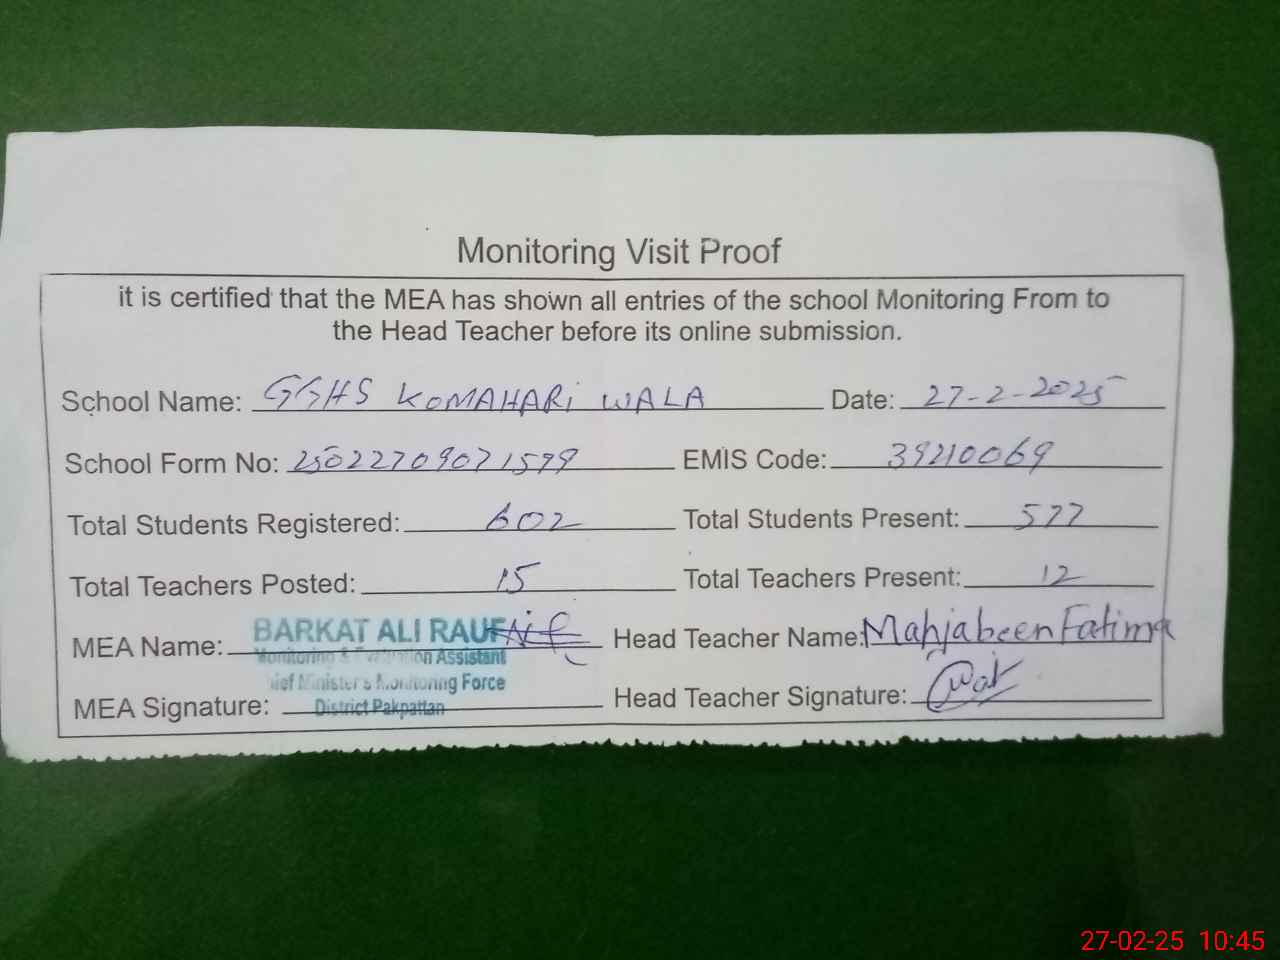 Monitoring Visit Proof
it is certified that the MEA has shown all entries of the school Monitoring From to
the Head Teacher before its online submission.
School Name: GGHS KOMAHARi WALA Date: 27-2-2025
School Form No: EMIS Code: 39210069
Total Students Registered: 602 Total Students Present: 577
Total Teachers Posted: 15 Total Teachers Present: 12
MEA Name: BARKAT ALI RAUF Head Teacher Name: Mahjabeen Fatima
Monitoring & Evaluation Assistant
Chief Minister's Monitoring Force
MEA Signature: District Pakpattan Head Teacher Signature:
27-02-25 10:45